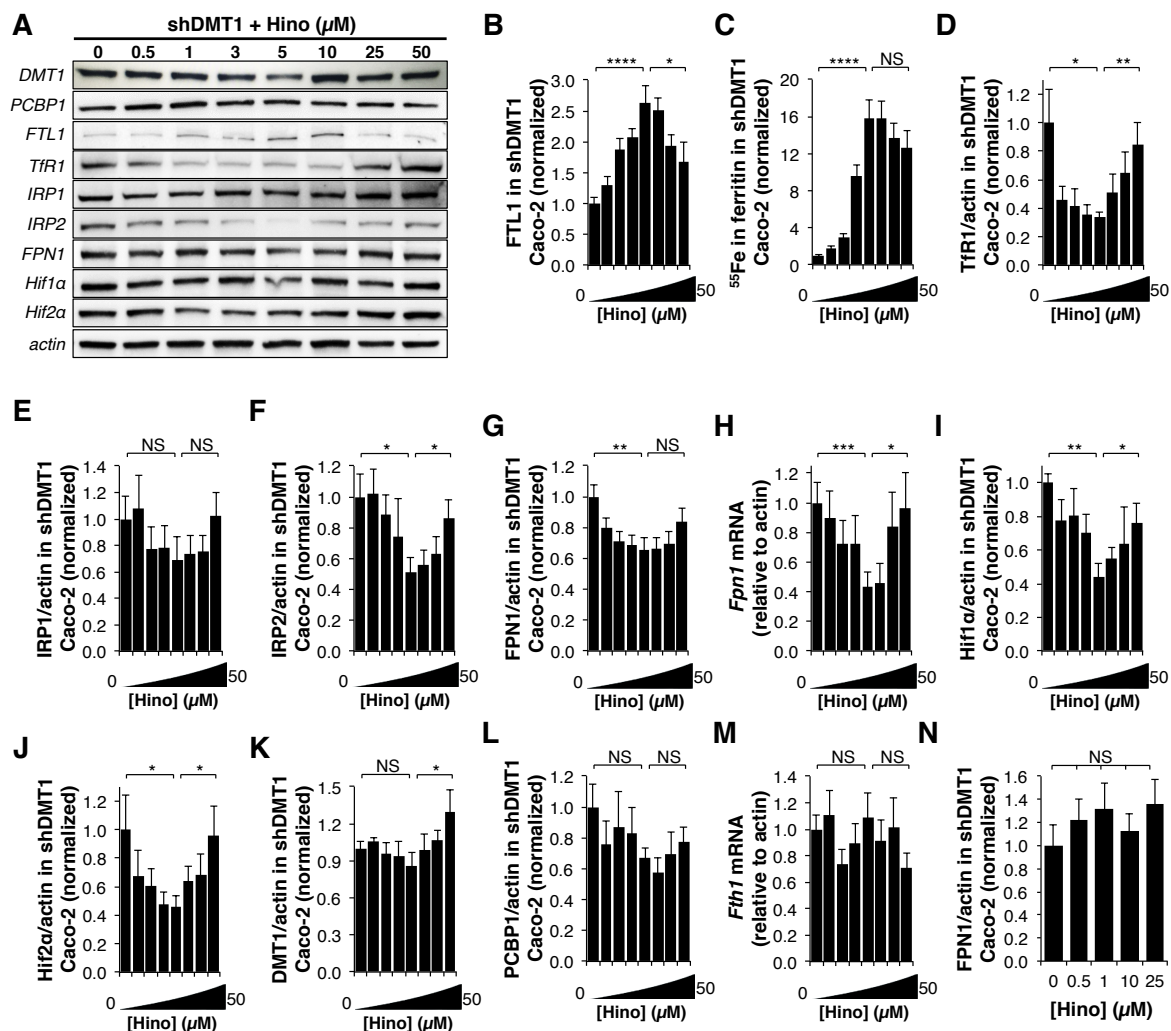 A
shDMT1 + Hino (µM)
0 0.5 1 3 5 10 25 50
DMT1
PCBP1
FTL1
TfR1
IRP1
IRP2
FPN1
Hif1α
Hif2α
actin
B
FTL1 in shDMT1
Caco-2 (normalized)
**** *
3.0
2.5
2.0
1.5
1.0
0.5
0.0
0 50
[Hino] (µM)
C
55Fe in ferritin in shDMT1
Caco-2 (normalized)
**** NS
20
16
12
8
4
0
0 50
[Hino] (µM)
D
TfR1/actin in shDMT1
Caco-2 (normalized)
* **
1.2
1.0
0.8
0.6
0.4
0.2
0.0
0 50
[Hino] (µM)
E
IRP1/actin in shDMT1
Caco-2 (normalized)
NS NS
1.4
1.2
1.0
0.8
0.6
0.4
0.2
0.0
0 50
[Hino] (µM)
F
IRP2/actin in shDMT1
Caco-2 (normalized)
* *
1.2
1.0
0.8
0.6
0.4
0.2
0.0
0 50
[Hino] (µM)
G
FPN1/actin in shDMT1
Caco-2 (normalized)
** NS
1.2
1.0
0.8
0.6
0.4
0.2
0.0
0 50
[Hino] (µM)
H
Fpn1 mRNA
(relative to actin)
*** *
1.2
1.0
0.8
0.6
0.4
0.2
0.0
0 50
[Hino] (µM)
I
Hif1α/actin in shDMT1
Caco-2 (normalized)
** *
1.2
1.0
0.8
0.6
0.4
0.2
0.0
0 50
[Hino] (µM)
J
Hif2α/actin in shDMT1
Caco-2 (normalized)
* *
1.2
1.0
0.8
0.6
0.4
0.2
0.0
0 50
[Hino] (µM)
K
DMT1/actin in shDMT1
Caco-2 (normalized)
NS *
1.5
1.2
0.9
0.6
0.3
0.0
0 50
[Hino] (µM)
L
PCBP1/actin in shDMT1
Caco-2 (normalized)
NS NS
1.2
1.0
0.8
0.6
0.4
0.2
0.0
0 50
[Hino] (µM)
M
Fth1 mRNA
(relative to actin)
NS NS
1.4
1.2
1.0
0.8
0.6
0.4
0.2
0.0
0 50
[Hino] (µM)
N
FPN1/actin in shDMT1
Caco-2 (normalized)
NS
1.6
1.4
1.2
1.0
0.8
0.6
0.4
0.2
0.0
0 0.5 1 10 25
[Hino] (µM)